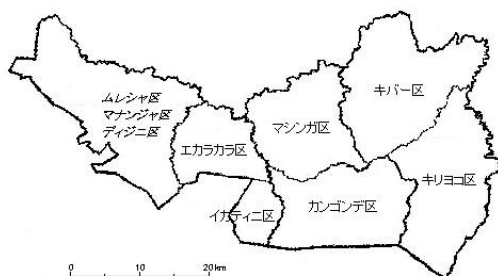 キバー区
ムレシャ区
マナンジャ区
ディジニ区
マシンガ区
エカラカラ区
キリヨコ区
イカティニ区
カンゴンデ区
0 10 20km